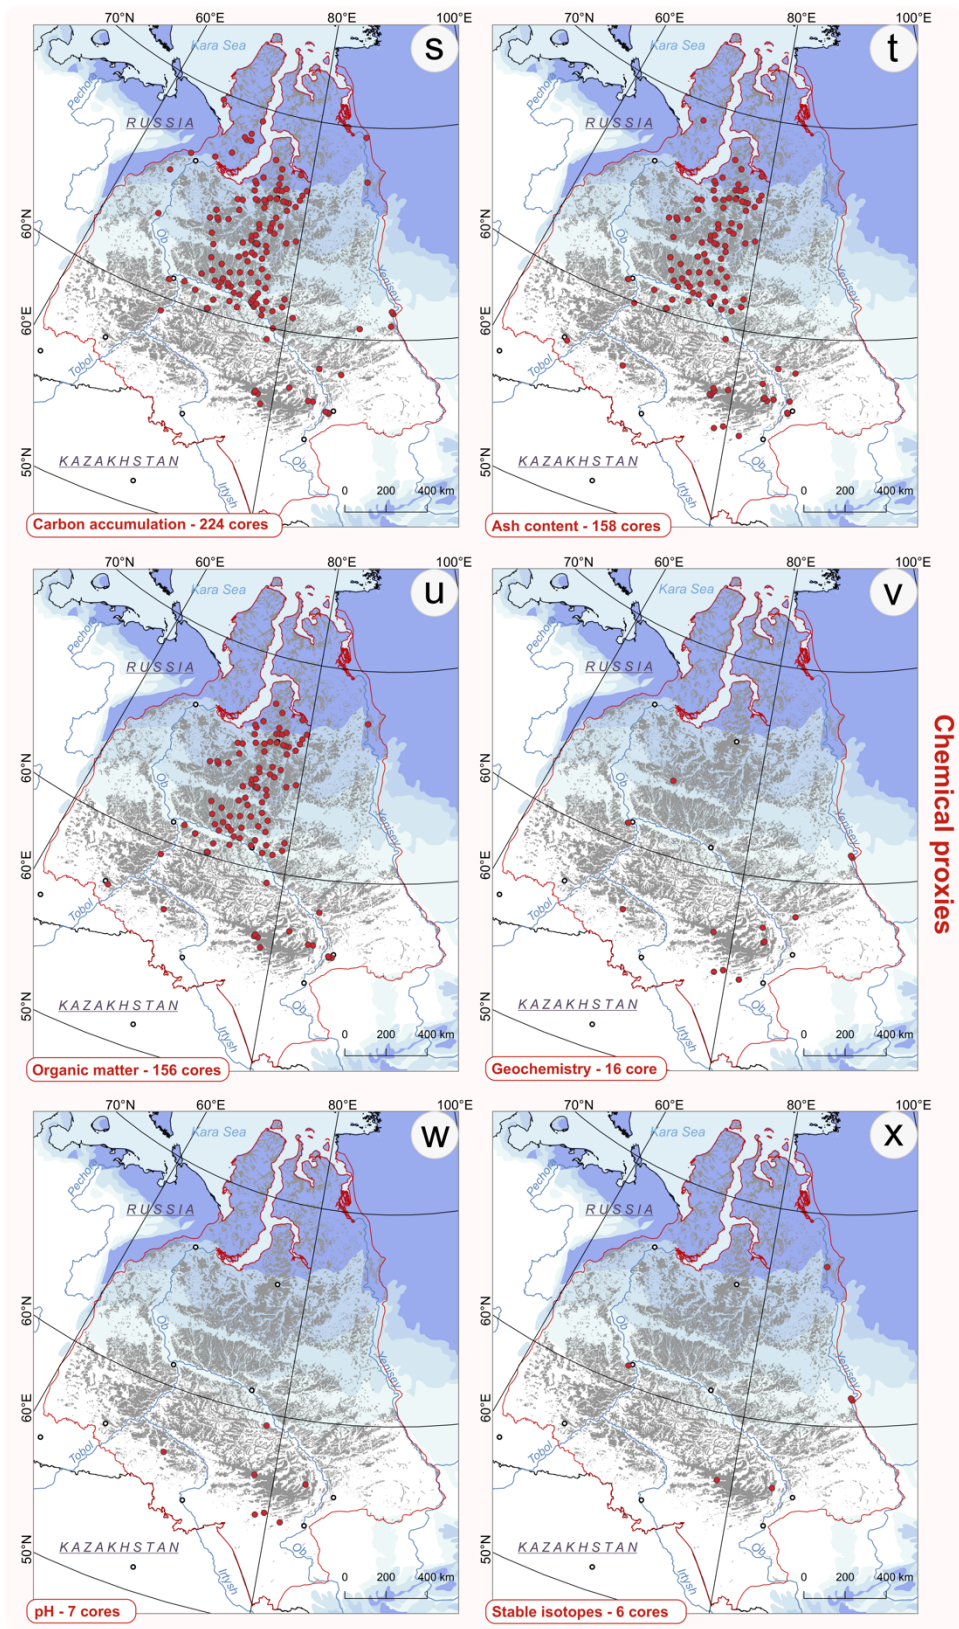 70°N 60°E 80°E 100°E
Kara Sea
s
Pechora
RUSSIA
60°N
Ob
Yenisey
60°E
Tobol
50°N
KAZAKHSTAN
Ob
Irtysh
0 200 400 km
Carbon accumulation - 224 cores
70°N 60°E 80°E 100°E
Kara Sea
t
Pechora
RUSSIA
60°N
Ob
Yenisey
60°E
Tobol
50°N
KAZAKHSTAN
Ob
Irtysh
0 200 400 km
Ash content - 158 cores
70°N 60°E 80°E 100°E
Kara Sea
u
Pechora
RUSSIA
60°N
Ob
Yenisey
60°E
Tobol
50°N
KAZAKHSTAN
Ob
Irtysh
0 200 400 km
Organic matter - 156 cores
70°N 60°E 80°E 100°E
Kara Sea
v
Pechora
RUSSIA
60°N
Ob
Yenisey
60°E
Tobol
50°N
KAZAKHSTAN
Ob
Irtysh
0 200 400 km
Geochemistry - 16 core
Chemical proxies
70°N 60°E 80°E 100°E
Kara Sea
w
Pechora
RUSSIA
60°N
Ob
Yenisey
60°E
Tobol
50°N
KAZAKHSTAN
Ob
Irtysh
0 200 400 km
pH - 7 cores
70°N 60°E 80°E 100°E
Kara Sea
x
Pechora
RUSSIA
60°N
Ob
Yenisey
60°E
Tobol
50°N
KAZAKHSTAN
Ob
Irtysh
0 200 400 km
Stable isotopes - 6 cores